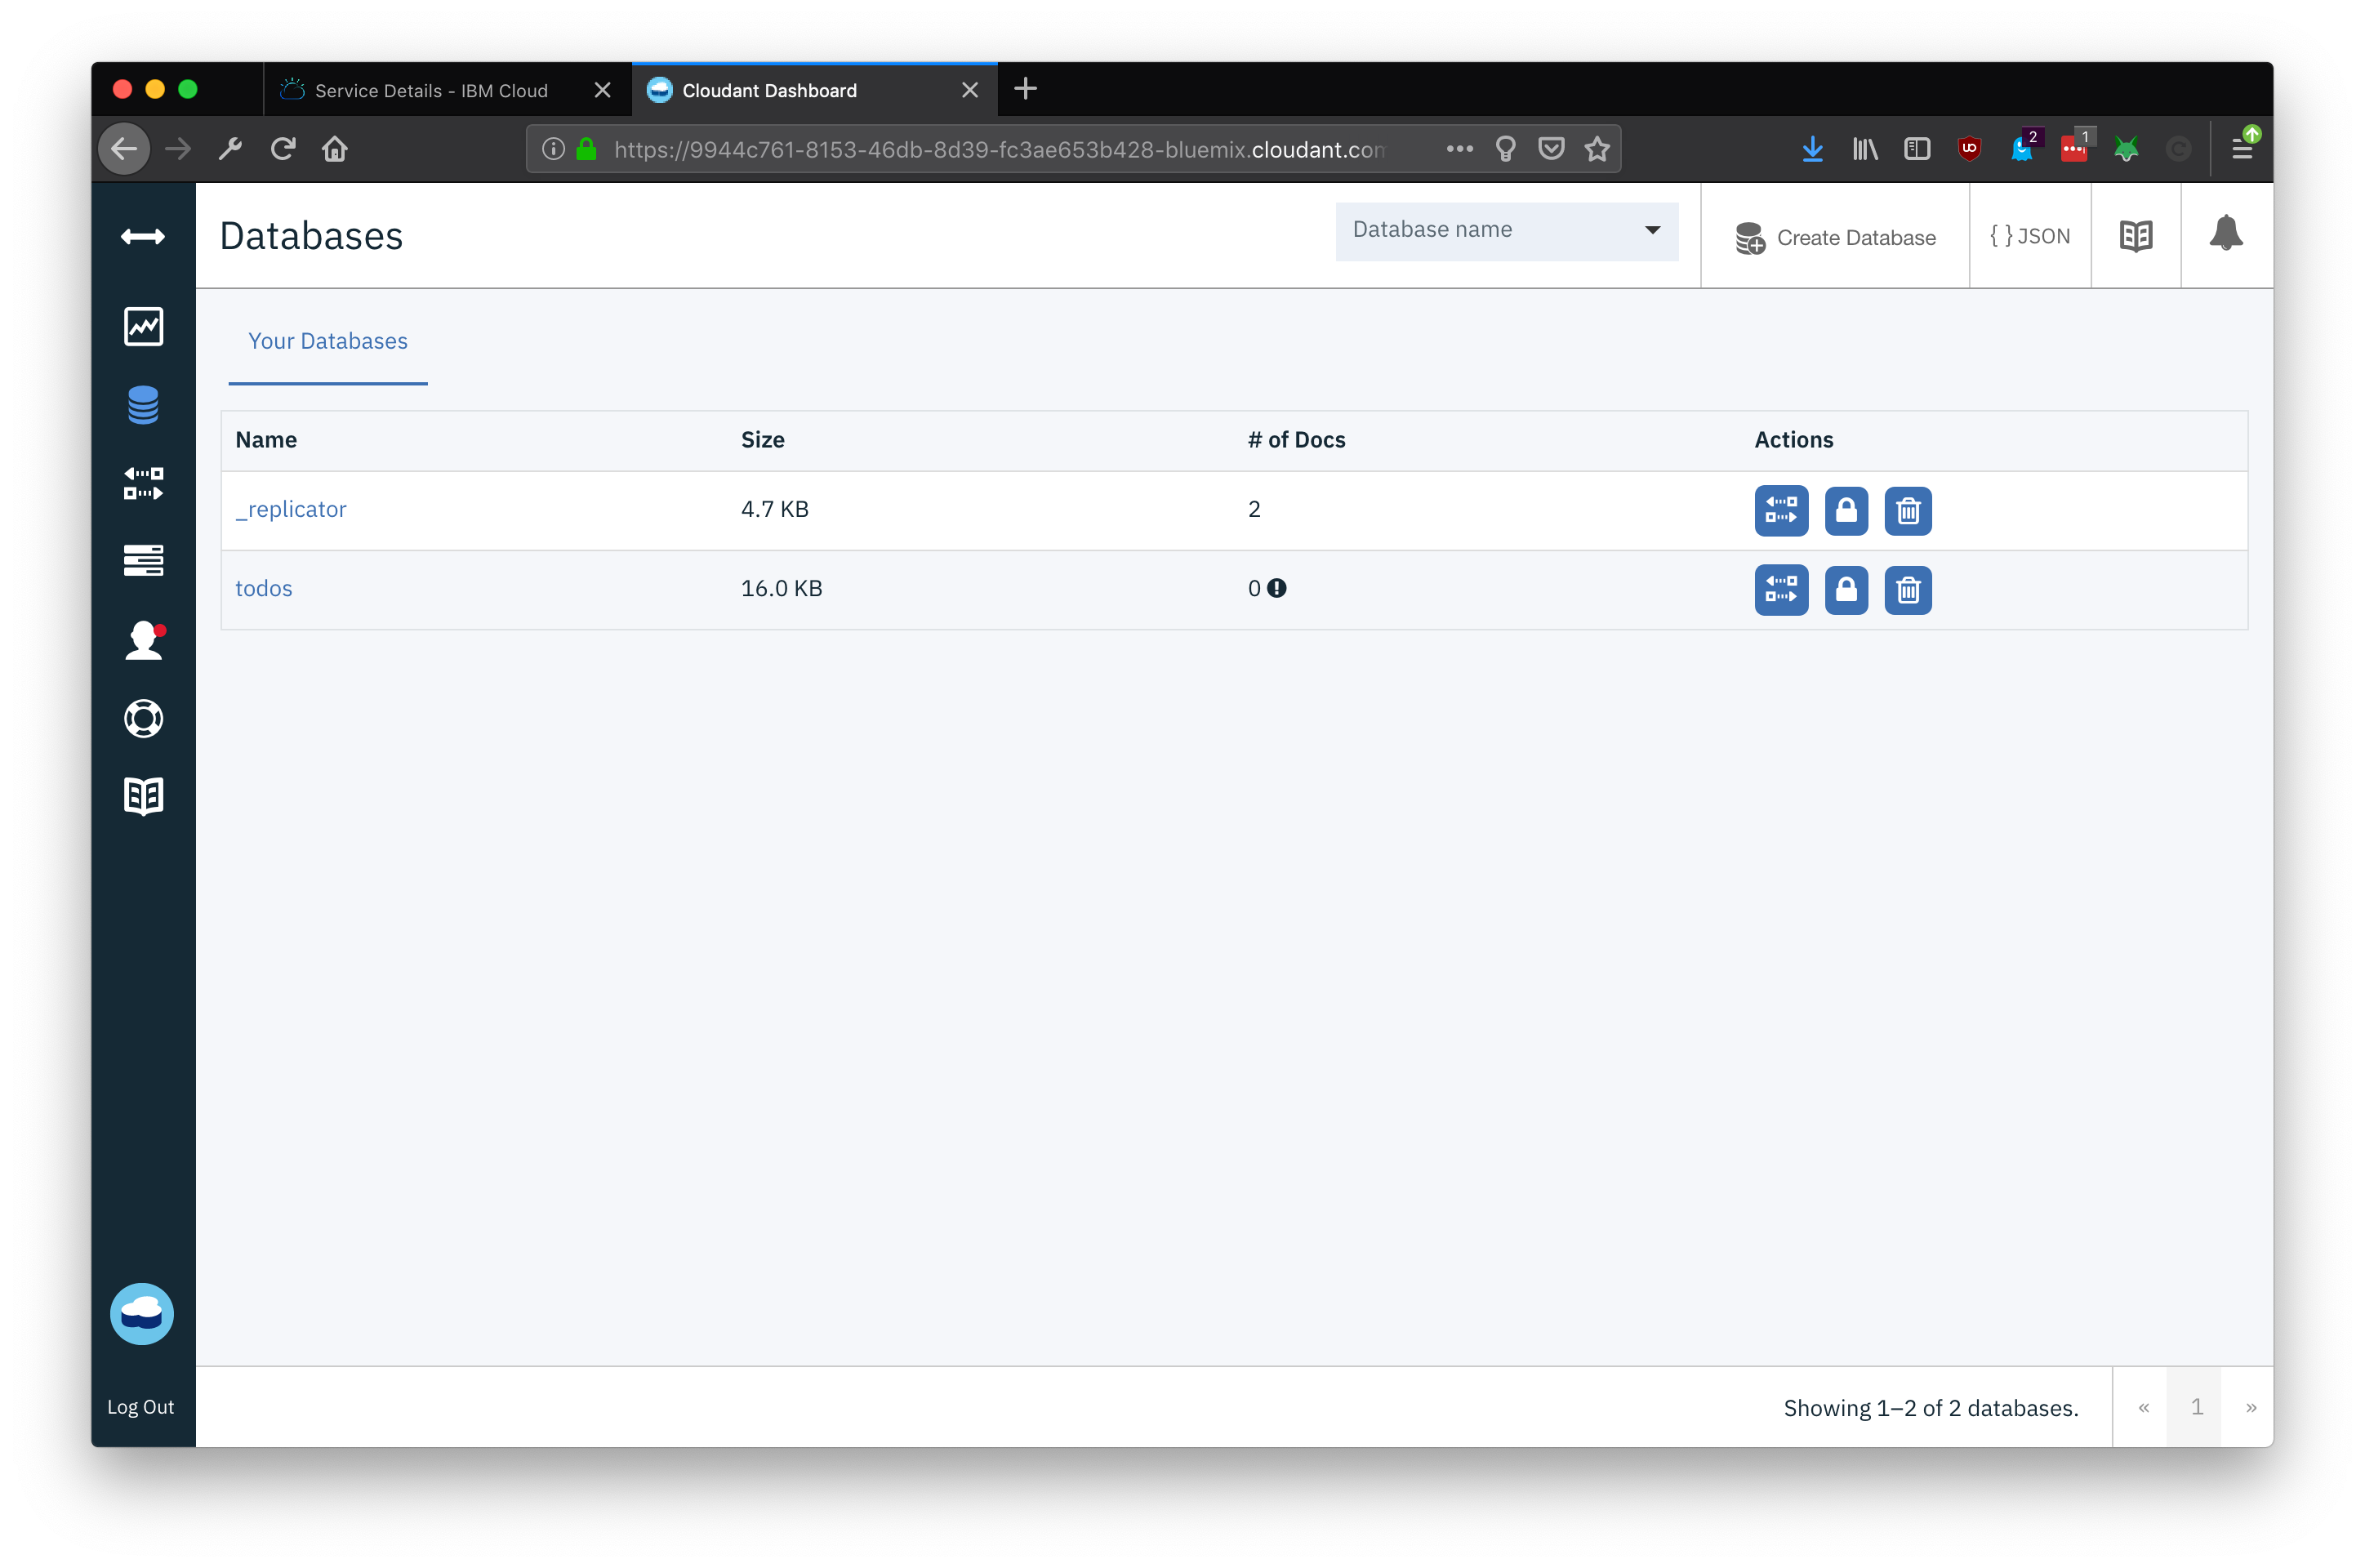 Service Details - IBM Cloud
Cloudant Dashboard
https://9944c761-8153-46db-8d39-fc3ae653b428-bluemix.cloudant.com
2
1
Databases
Database name
Create Database
{ } JSON
Your Databases
Name Size # of Docs Actions
_replicator 4.7 KB 2
todos 16.0 KB 0
Log Out
Showing 1–2 of 2 databases.
« 1 »